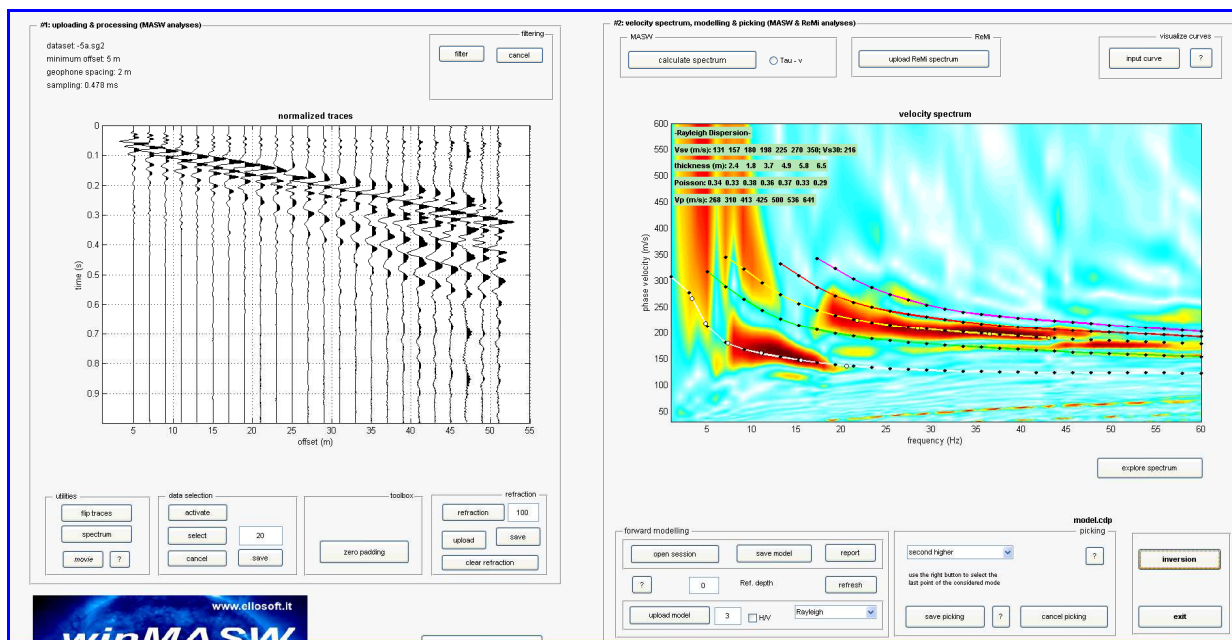 #1: uploading & processing (MASW analyses)
dataset: -5a.sg2
minimum offset: 5 m
geophone spacing: 2 m
sampling: 0.478 ms
filtering
filter
cancel
normalized traces
0
0.1
0.2
0.3
0.4
0.5
0.6
0.7
0.8
0.9
time (s)
5 10 15 20 25 30 35 40 45 50 55
offset (m)
utilities
flip traces
spectrum
movie
?
data selection
activate
select
20
cancel
save
toolbox
zero padding
refraction
refraction
100
upload
save
clear refraction
www.eliosoft.it
winMASW
#2: velocity spectrum, modelling & picking (MASW & ReMi analyses)
MASW
calculate spectrum
Tau - v
ReMi
upload ReMi spectrum
visualize curves
input curve
?
velocity spectrum
-Rayleigh Dispersion-
Vsv (m/s): 131 157 180 198 225 270 350; Vs30: 216
thickness (m): 2.4 1.8 3.7 4.9 5.8 6.5
Poisson: 0.34 0.33 0.38 0.36 0.37 0.33 0.29
Vp (m/s): 268 310 413 425 500 536 641
600
550
500
450
400
350
300
250
200
150
100
50
phase velocity (m/s)
5 10 15 20 25 30 35 40 45 50 55 60
frequency (Hz)
explore spectrum
forward modelling
open session
save model
report
?
0
Ref. depth
refresh
upload model
3
H/V
Rayleigh
model.cdp
picking
second higher
?
use the right button to select the
last point of the considered mode
save picking
?
cancel picking
inversion
exit